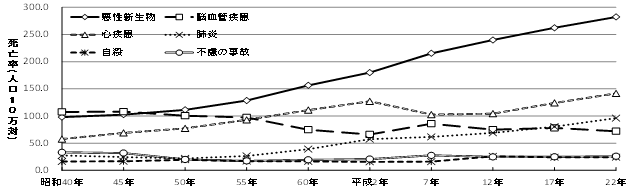 300.0
250.0
200.0
150.0
100.0
50.0
0.0
死亡率(人口10万対)
悪性新生物 脳血管疾患
心疾患 肺炎
自殺 不慮の事故
昭和40年 45年 50年 55年 60年 平成2年 7年 12年 17年 22年